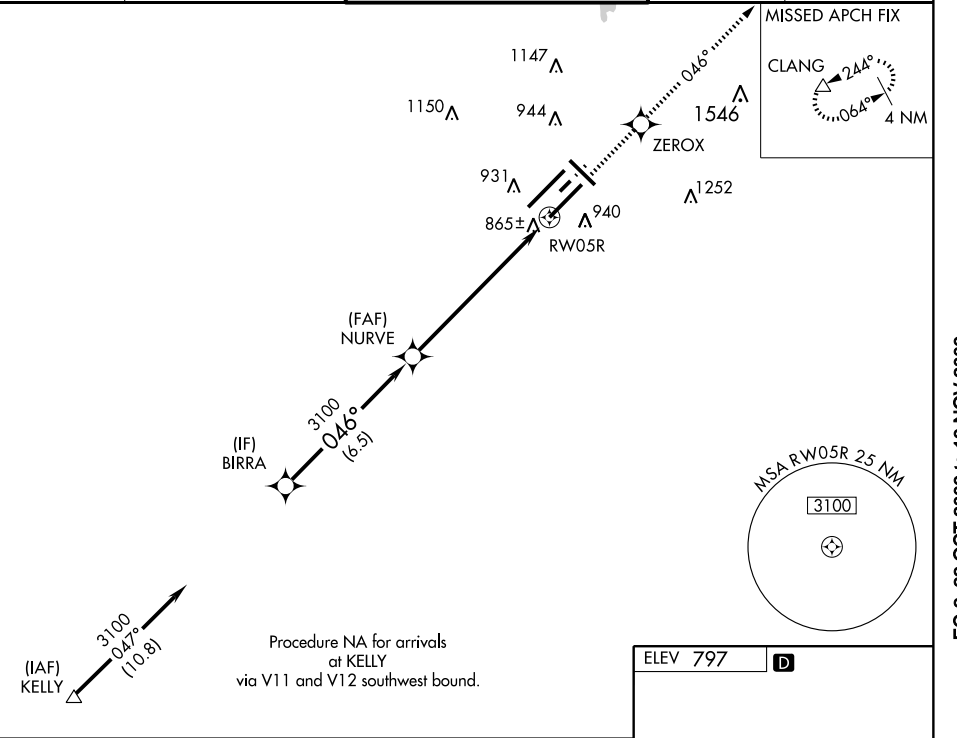 MISSED APCH FIX
CLANG
244°
064°
4 NM
046°
1147
1150
944
1546
ZEROX
931
1252
865±
940
RW05R
(FAF)
NURVE
3100
046°
(6.5)
(IF)
BIRRA
MSA RW05R 25 NM
3100
3100
047°
(10.8)
(IAF)
KELLY
Procedure NA for arrivals
at KELLY
via V11 and V12 southwest bound.
ELEV 797
D